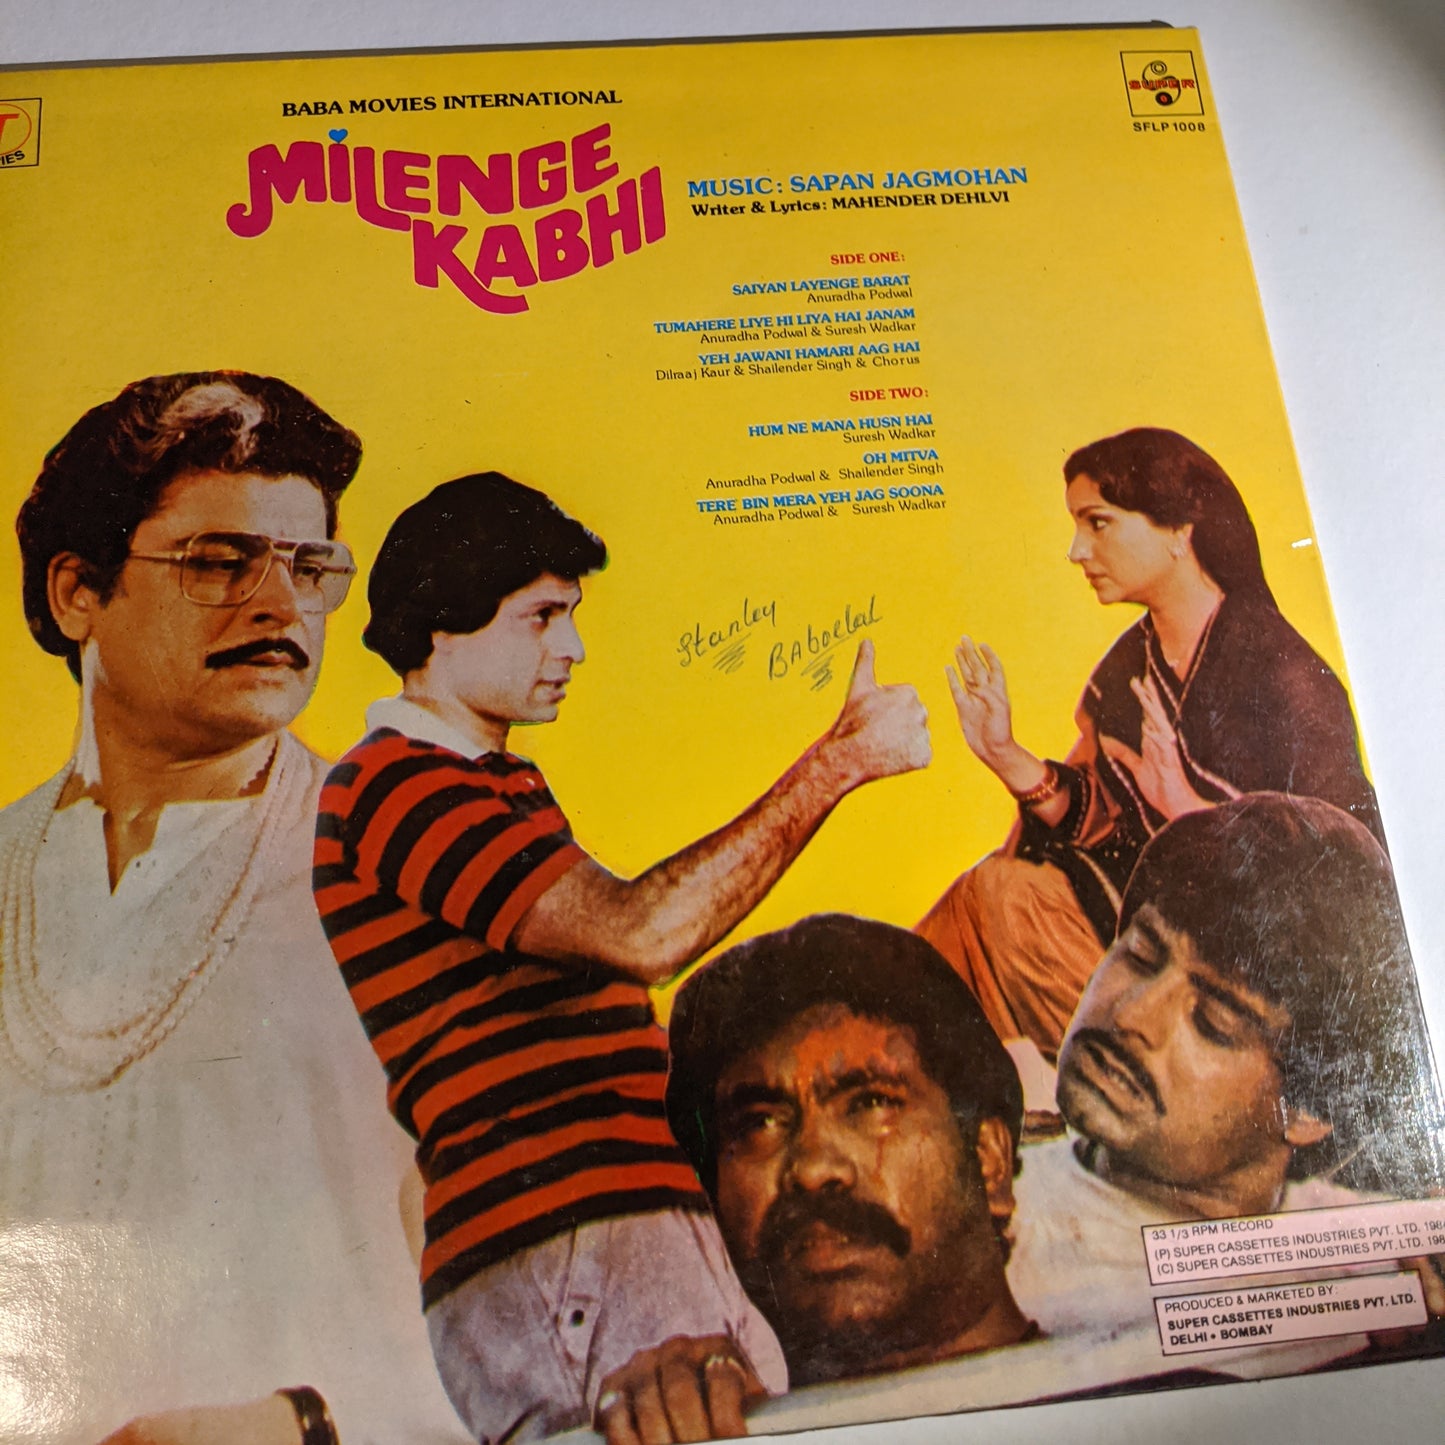 T
IES
BABA MOVIES INTERNATIONAL
MILENGE
KABHI
SUPER
SFLP 1008
MUSIC: SAPAN JAGMOHAN
Writer & Lyrics: MAHENDER DEHLVI
SIDE ONE:
SAIYAN LAYENGE BARAT
Anuradha Podwal
TUMAHERE LIYE HI LIYA HAI JANAM
Anuradha Podwal & Suresh Wadkar
YEH JAWANI HAMARI AAG HAI
Dilraaj Kaur & Shailender Singh & Chorus
SIDE TWO:
HUM NE MANA HUSN HAI
Suresh Wadkar
OH MITVA
Anuradha Podwal & Shailender Singh
TERE BIN MERA YEH JAG SOONA
Anuradha Podwal & Suresh Wadkar
Stanley
33 1/3 RPM RECORD
(P) SUPER CASSETTES INDUSTRIES PVT. LTD. 198
(C) SUPER CASSETTES INDUSTRIES PVT. LTD. 198
PRODUCED & MARKETED BY:
SUPER CASSETTES INDUSTRIES PVT. LTD.
DELHI • BOMBAY